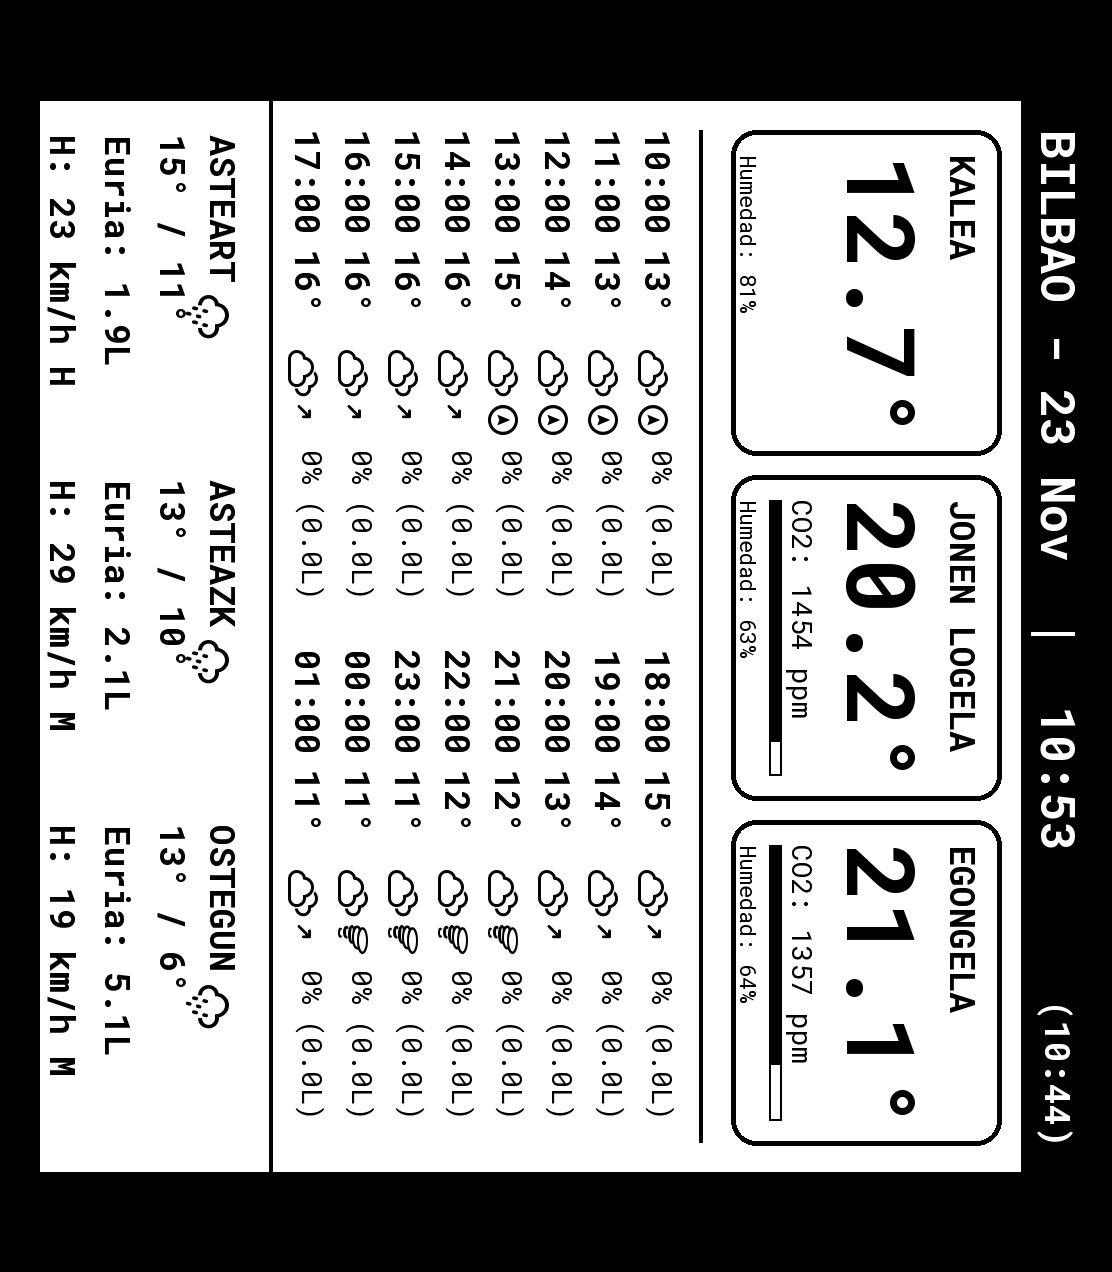 BILBAO - 23 Nov | 10:53 (10:44)
KALEA
12.7°
Humedad: 81%
JONEN LOGELA
20.2°
CO2: 1454 ppm
Humedad: 63%
EGONGELA
21.1°
CO2: 1357 ppm
Humedad: 64%
10:00 13° 0% (0.0L)
11:00 13° 0% (0.0L)
12:00 14° 0% (0.0L)
13:00 15° 0% (0.0L)
14:00 16° 0% (0.0L)
15:00 16° 0% (0.0L)
16:00 16° 0% (0.0L)
17:00 16° 0% (0.0L)
18:00 15° 0% (0.0L)
19:00 14° 0% (0.0L)
20:00 13° 0% (0.0L)
21:00 12° 0% (0.0L)
22:00 12° 0% (0.0L)
23:00 11° 0% (0.0L)
00:00 11° 0% (0.0L)
01:00 11° 0% (0.0L)
ASTEART
15° / 11°
Euria: 1.9L
H: 23 km/h H
ASTEAZK
13° / 10°
Euria: 2.1L
H: 29 km/h M
OSTEGUN
13° / 6°
Euria: 5.1L
H: 19 km/h M